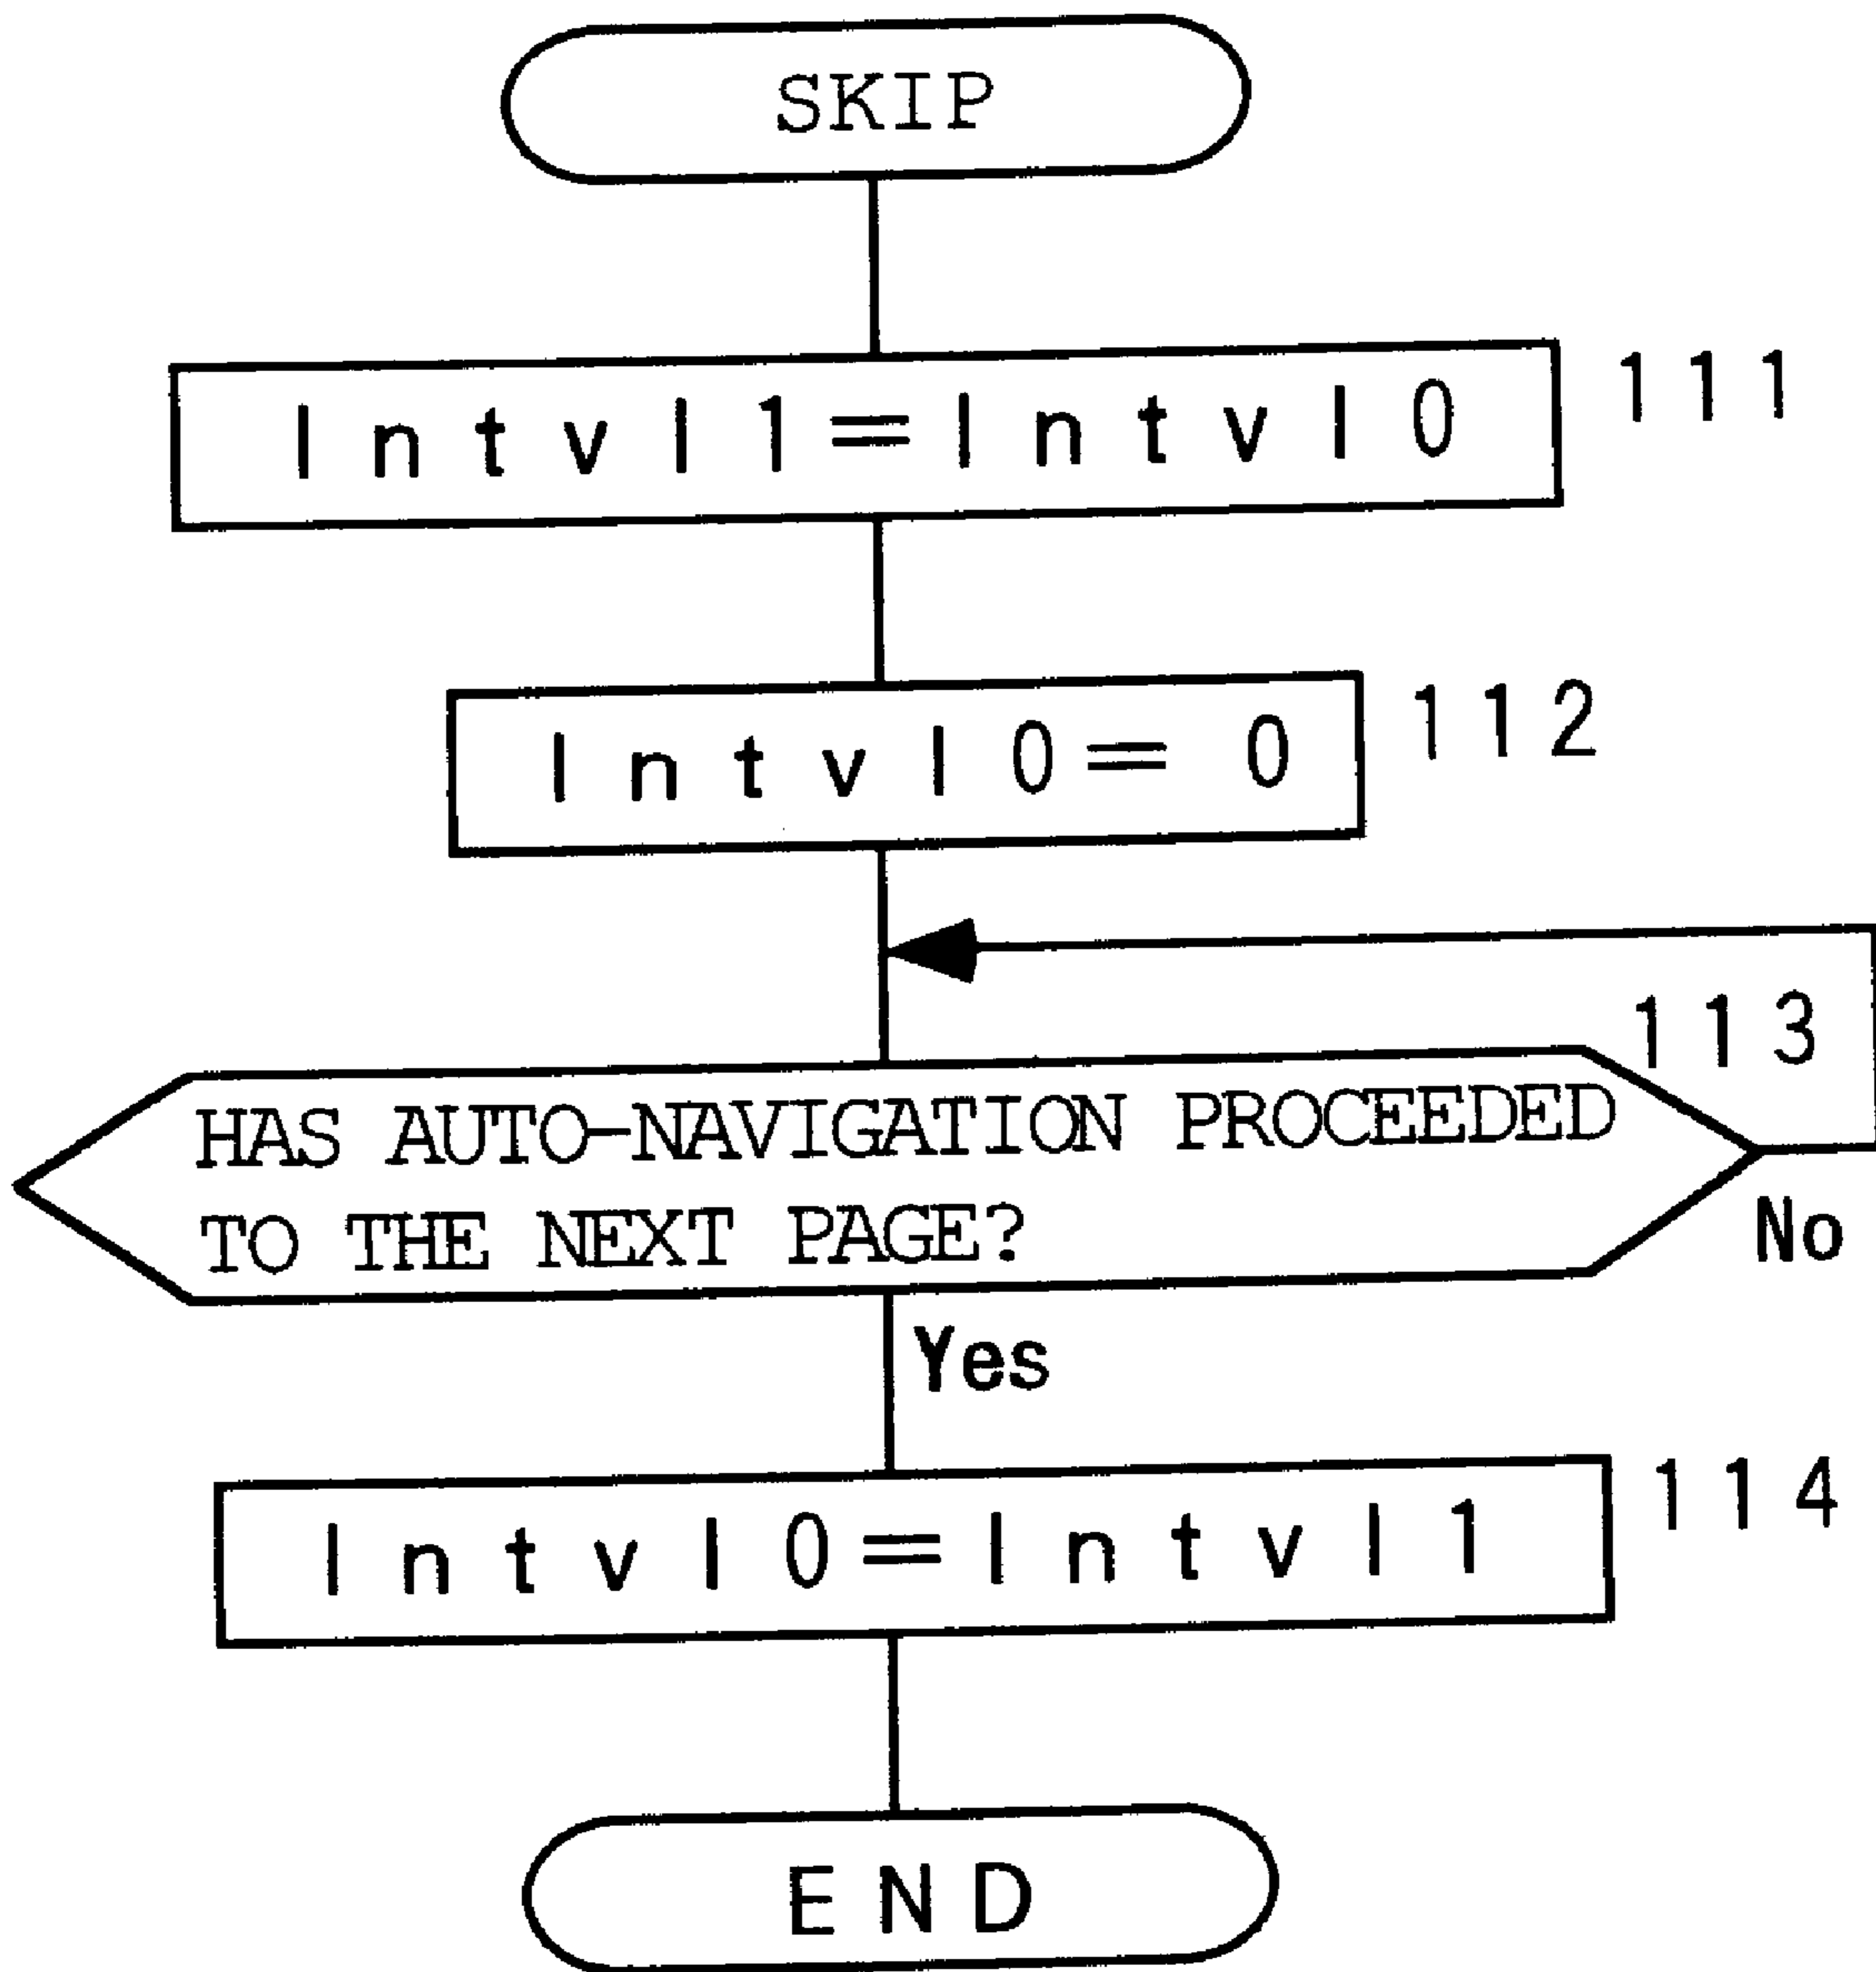 SKIP
Intvl1=Intvl0
111
Intvl0=0
112
113
HAS AUTO-NAVIGATION PROCEEDED
TO THE NEXT PAGE?
No
Yes
Intvl0=Intvl1
114
END